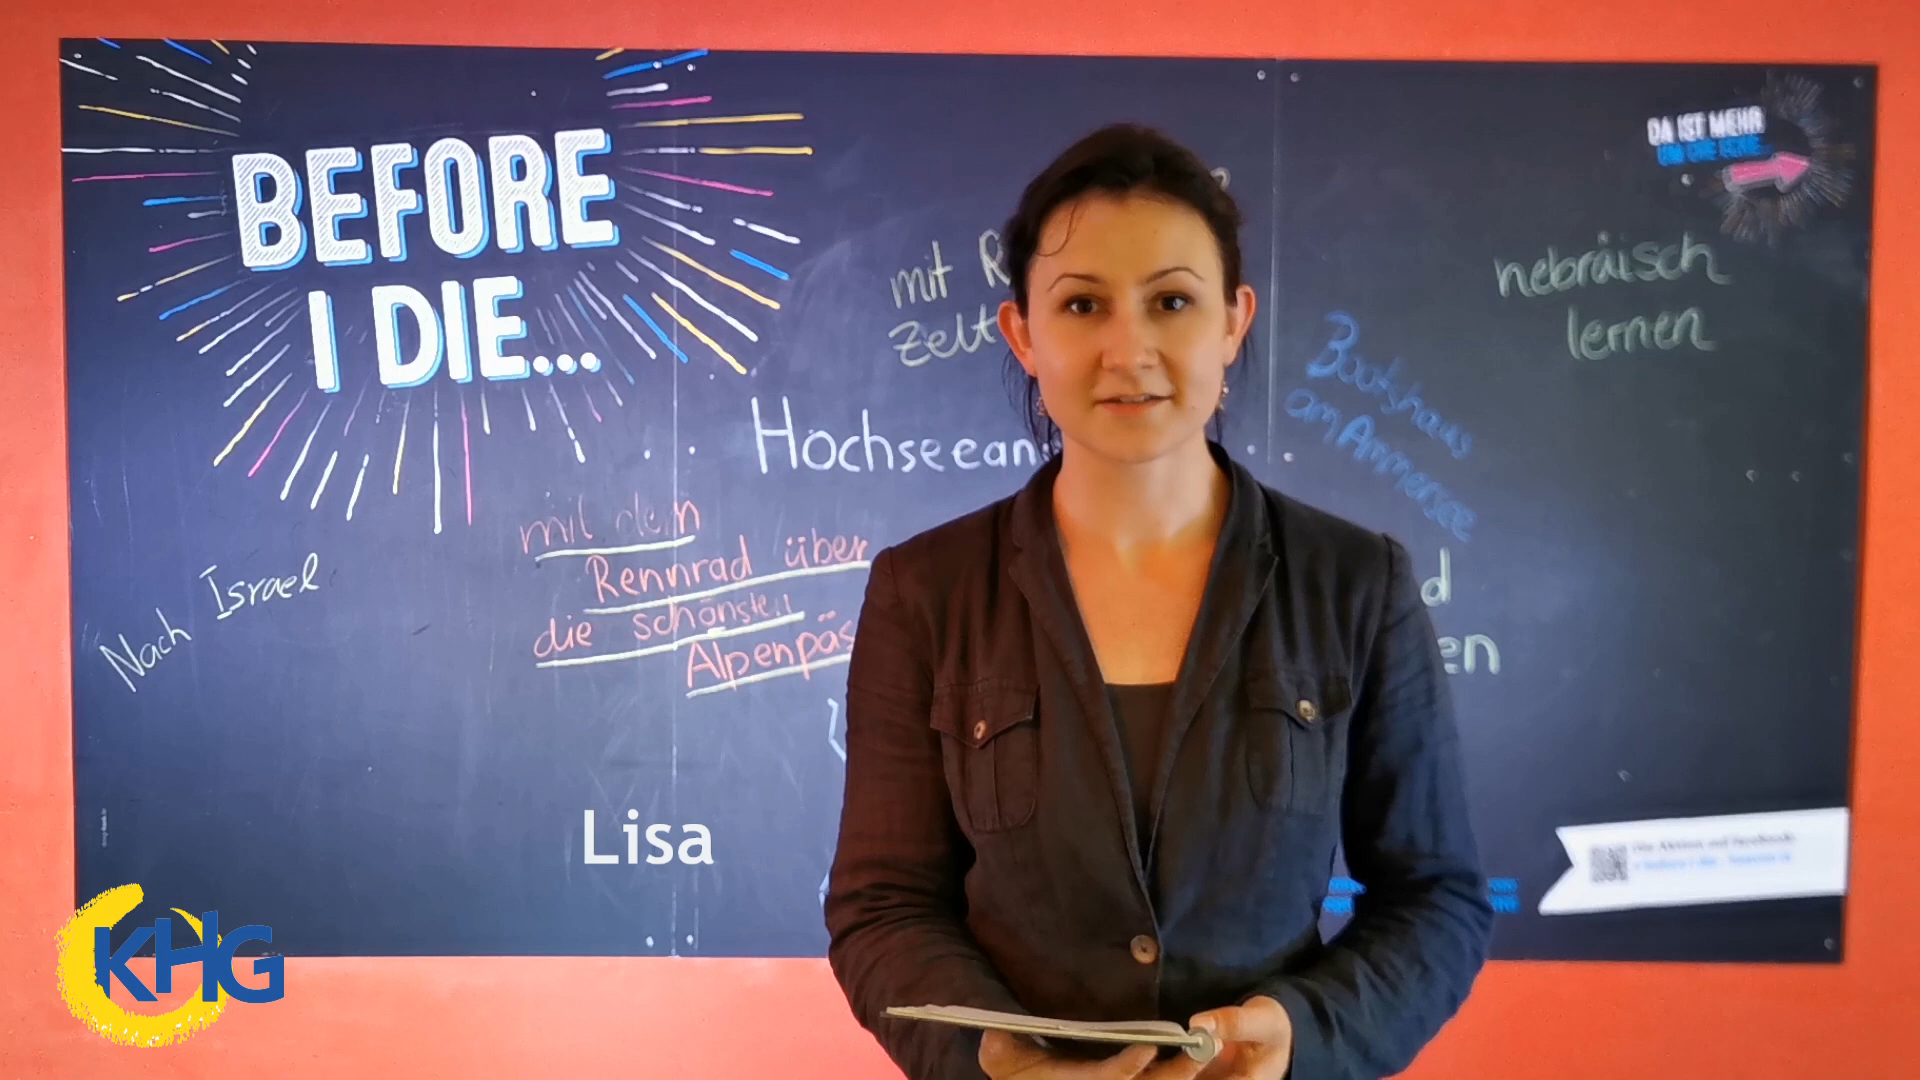 BEFORE
I DIE...
DA IST MEHR
mit
Zelt
hebräisch
lernen
Bootshaus
am Ammersee
Hochseean
mit dem
Rennrad über
die schönsten
Alpenpäs
Nach Israel
d
en
Lisa
KHG